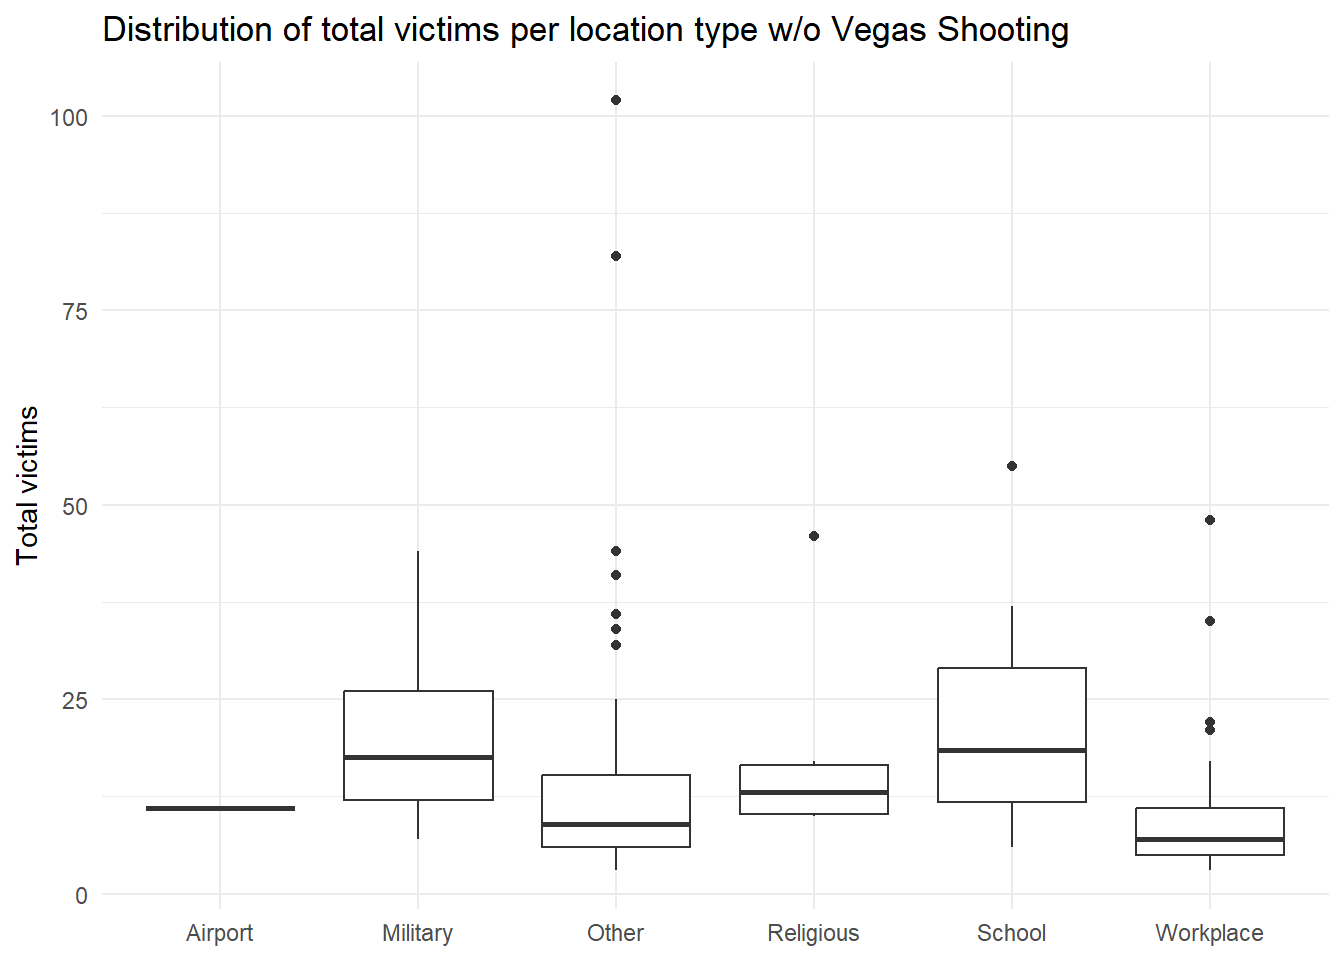 Distribution of total victims per location type w/o Vegas Shooting
100
75
50
25
0
Total victims
Airport Military Other Religious School Workplace